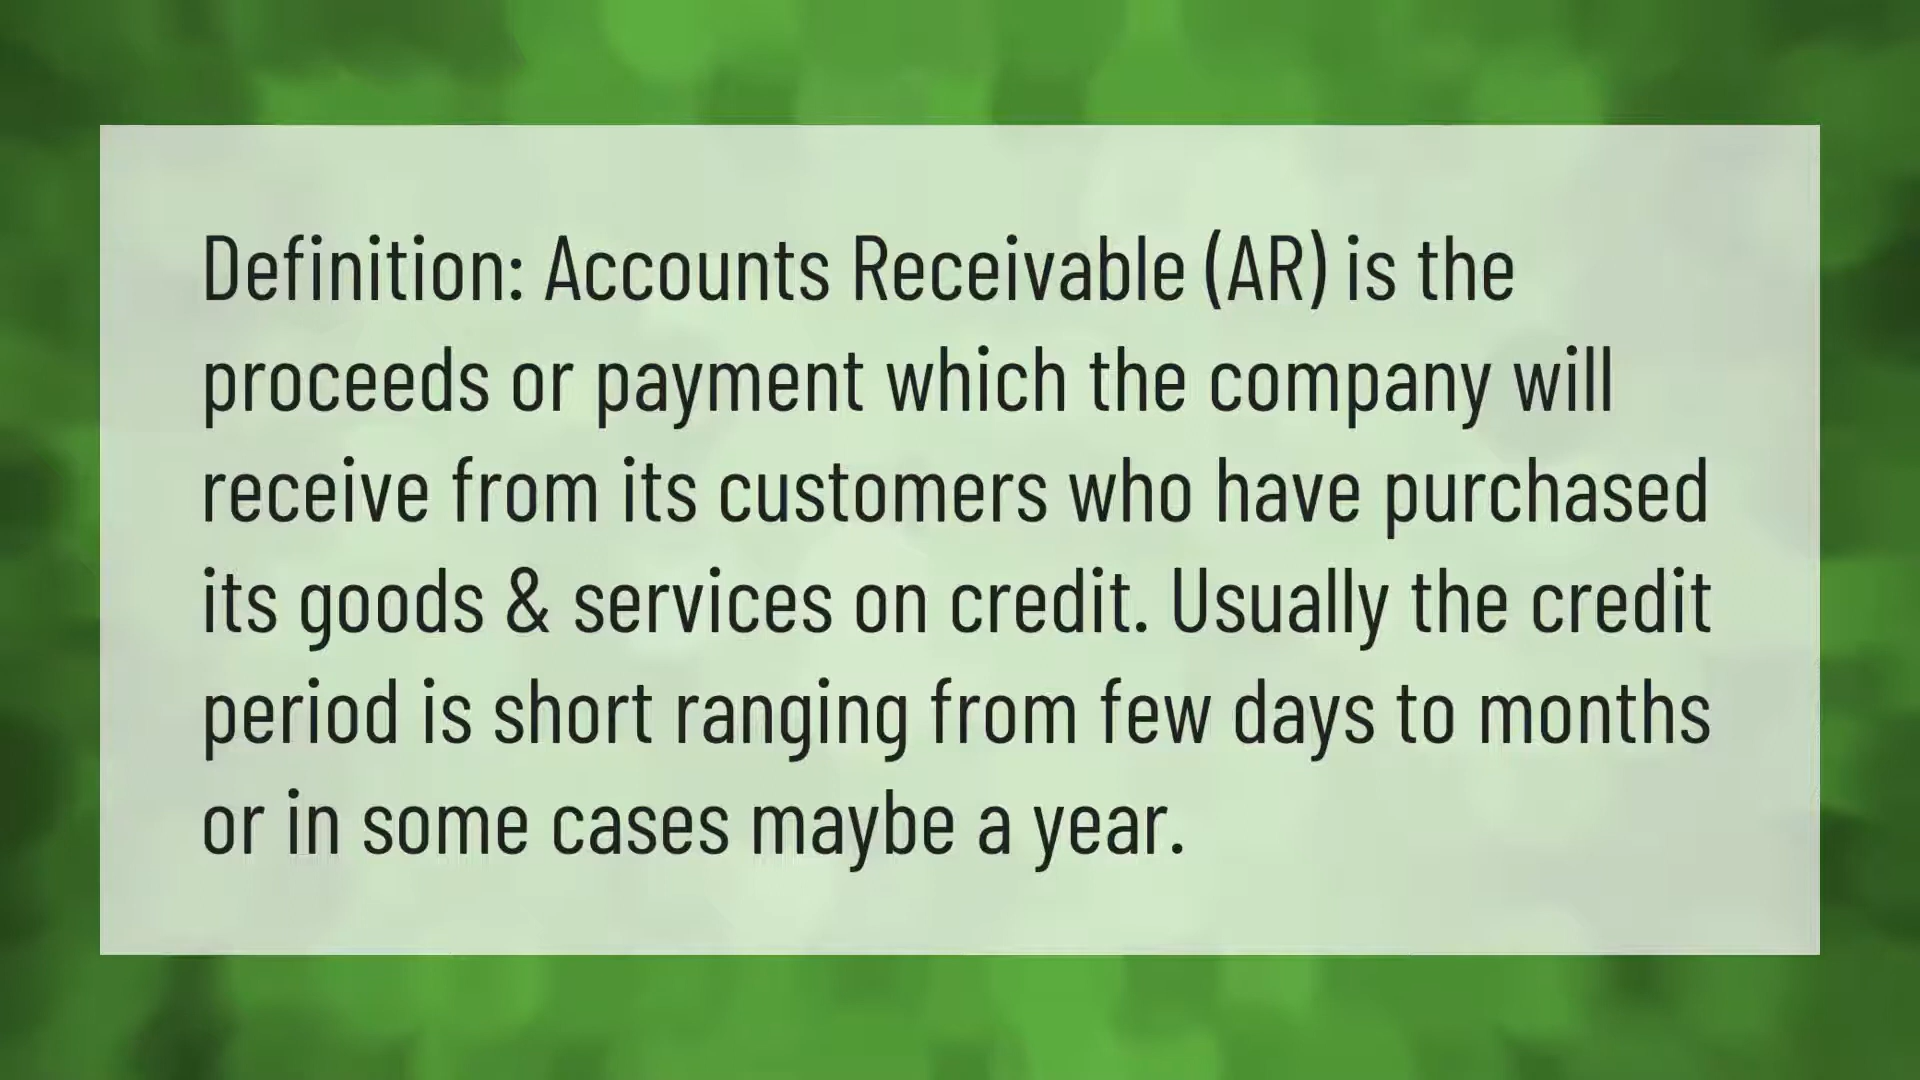 Definition: Accounts Receivable (AR) is the
proceeds or payment which the company will
receive from its customers who have purchased
its goods & services on credit. Usually the credit
period is short ranging from few days to months
or in some cases maybe a year.